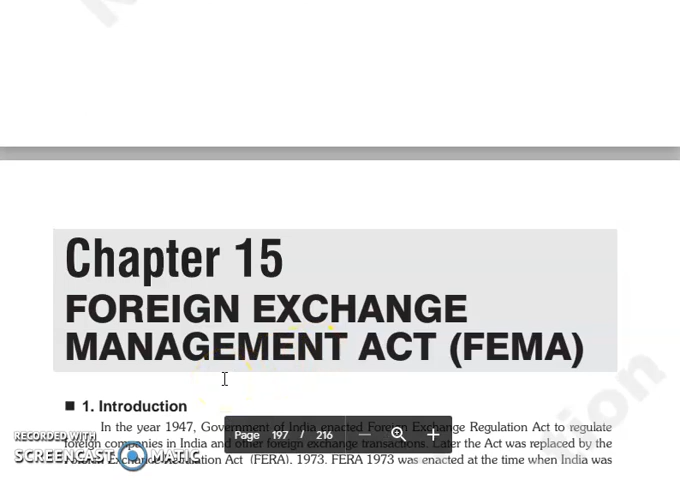 Chapter 15
FOREIGN EXCHANGE
MANAGEMENT ACT (FEMA)
1. Introduction
In the year 1947, Government of India enacted Foreign Exchange Regulation Act to regulate
foreign companies in India and other foreign exchange transactions. Later the Act was replaced by the
Foreign Exchange Regulation Act (FERA), 1973. FERA 1973 was enacted at the time when India was
Page 197 / 216
RECORDED WITH
SCREENCAST MATIC